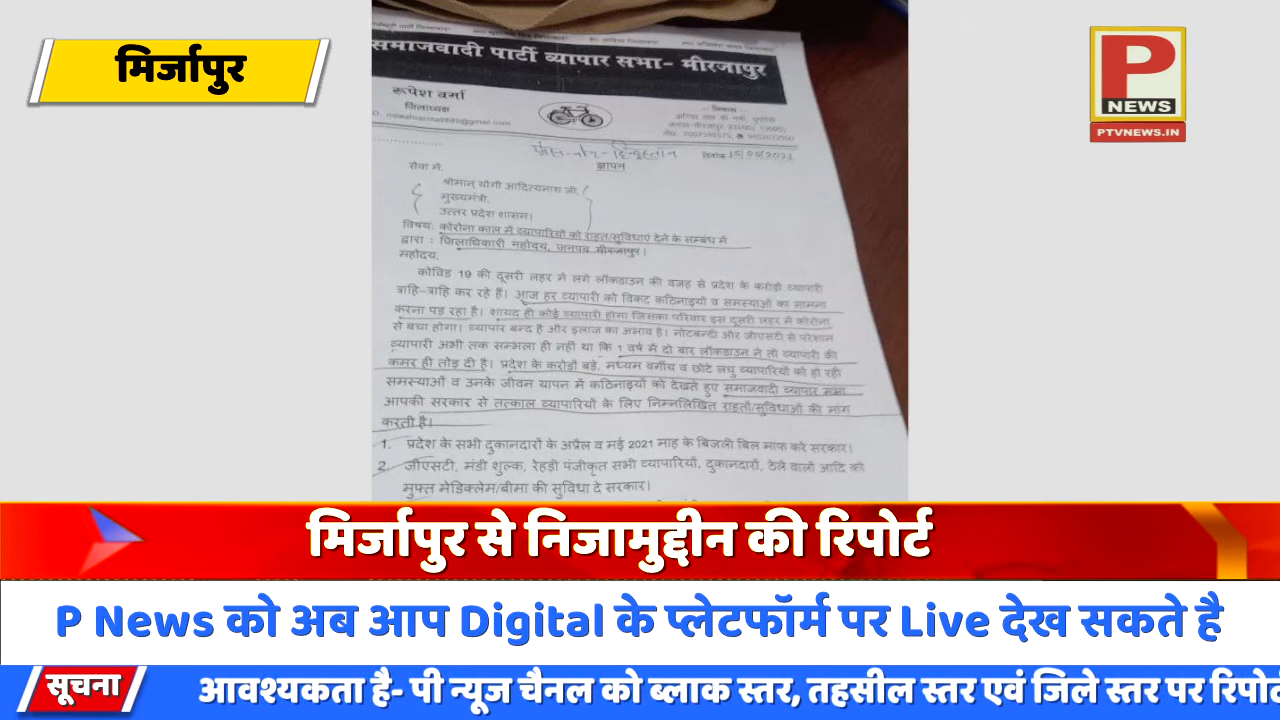 मिर्जापुर
P
NEWS
PTVNEWS.IN
समाजवादी पार्टी व्यापार सभा- मीरजापुर
रूपेश वर्मा
जिलाध्यक्ष
-- निवास --
ज्ञापन
दिनांक
सेवा में,
श्रीमान् योगी आदित्यनाथ जी,
मुख्यमंत्री,
उत्तर प्रदेश शासन।
विषय: कोरोना काल में व्यापारियों को राहत/सुविधाएं देने के सम्बंध में
द्वारा : जिलाधिकारी महोदय, जनपद मीरजापुर।
महोदय,
कोविड 19 की दूसरी लहर में लगे लॉकडाउन की वजह से प्रदेश के करोड़ों व्यापारी
त्राहि-त्राहि कर रहे हैं। आज हर व्यापारी को विकट कठिनाइयों व समस्याओं का सामना
करना पड़ रहा है। शायद ही कोई व्यापारी होगा जिसका परिवार इस दूसरी लहर में कोरोना
से बचा होगा। व्यापार बन्द है और इलाज का अभाव है। नोटबन्दी और जीएसटी से परेशान
व्यापारी अभी तक सम्भला ही नहीं था कि 1 वर्ष में दो बार लॉकडाउन ने तो व्यापारी की
कमर ही तोड़ दी है। प्रदेश के करोड़ों बड़े, मध्यम वर्गीय व छोटे लघु व्यापारियों को हो रही
समस्याओं व उनके जीवन यापन में कठिनाइयों को देखते हुए समाजवादी व्यापार सभा
आपकी सरकार से तत्काल व्यापारियों के लिए निम्नलिखित राहतों/सुविधाओं की मांग
करती है।
1. प्रदेश के सभी दुकानदारों के अप्रैल व मई 2021 माह के बिजली बिल माफ करे सरकार।
2. जीएसटी, मंडी शुल्क, रेहड़ी पंजीकृत सभी व्यापारियों, दुकानदारों, ठेले वालों आदि को
मुफ्त मेडिक्लेम/बीमा की सुविधा दे सरकार।
मिर्जापुर से निजामुद्दीन की रिपोर्ट
P News को अब आप Digital के प्लेटफॉर्म पर Live देख सकते है
सूचना
आवश्यकता है- पी न्यूज चैनल को ब्लाक स्तर, तहसील स्तर एवं जिले स्तर पर